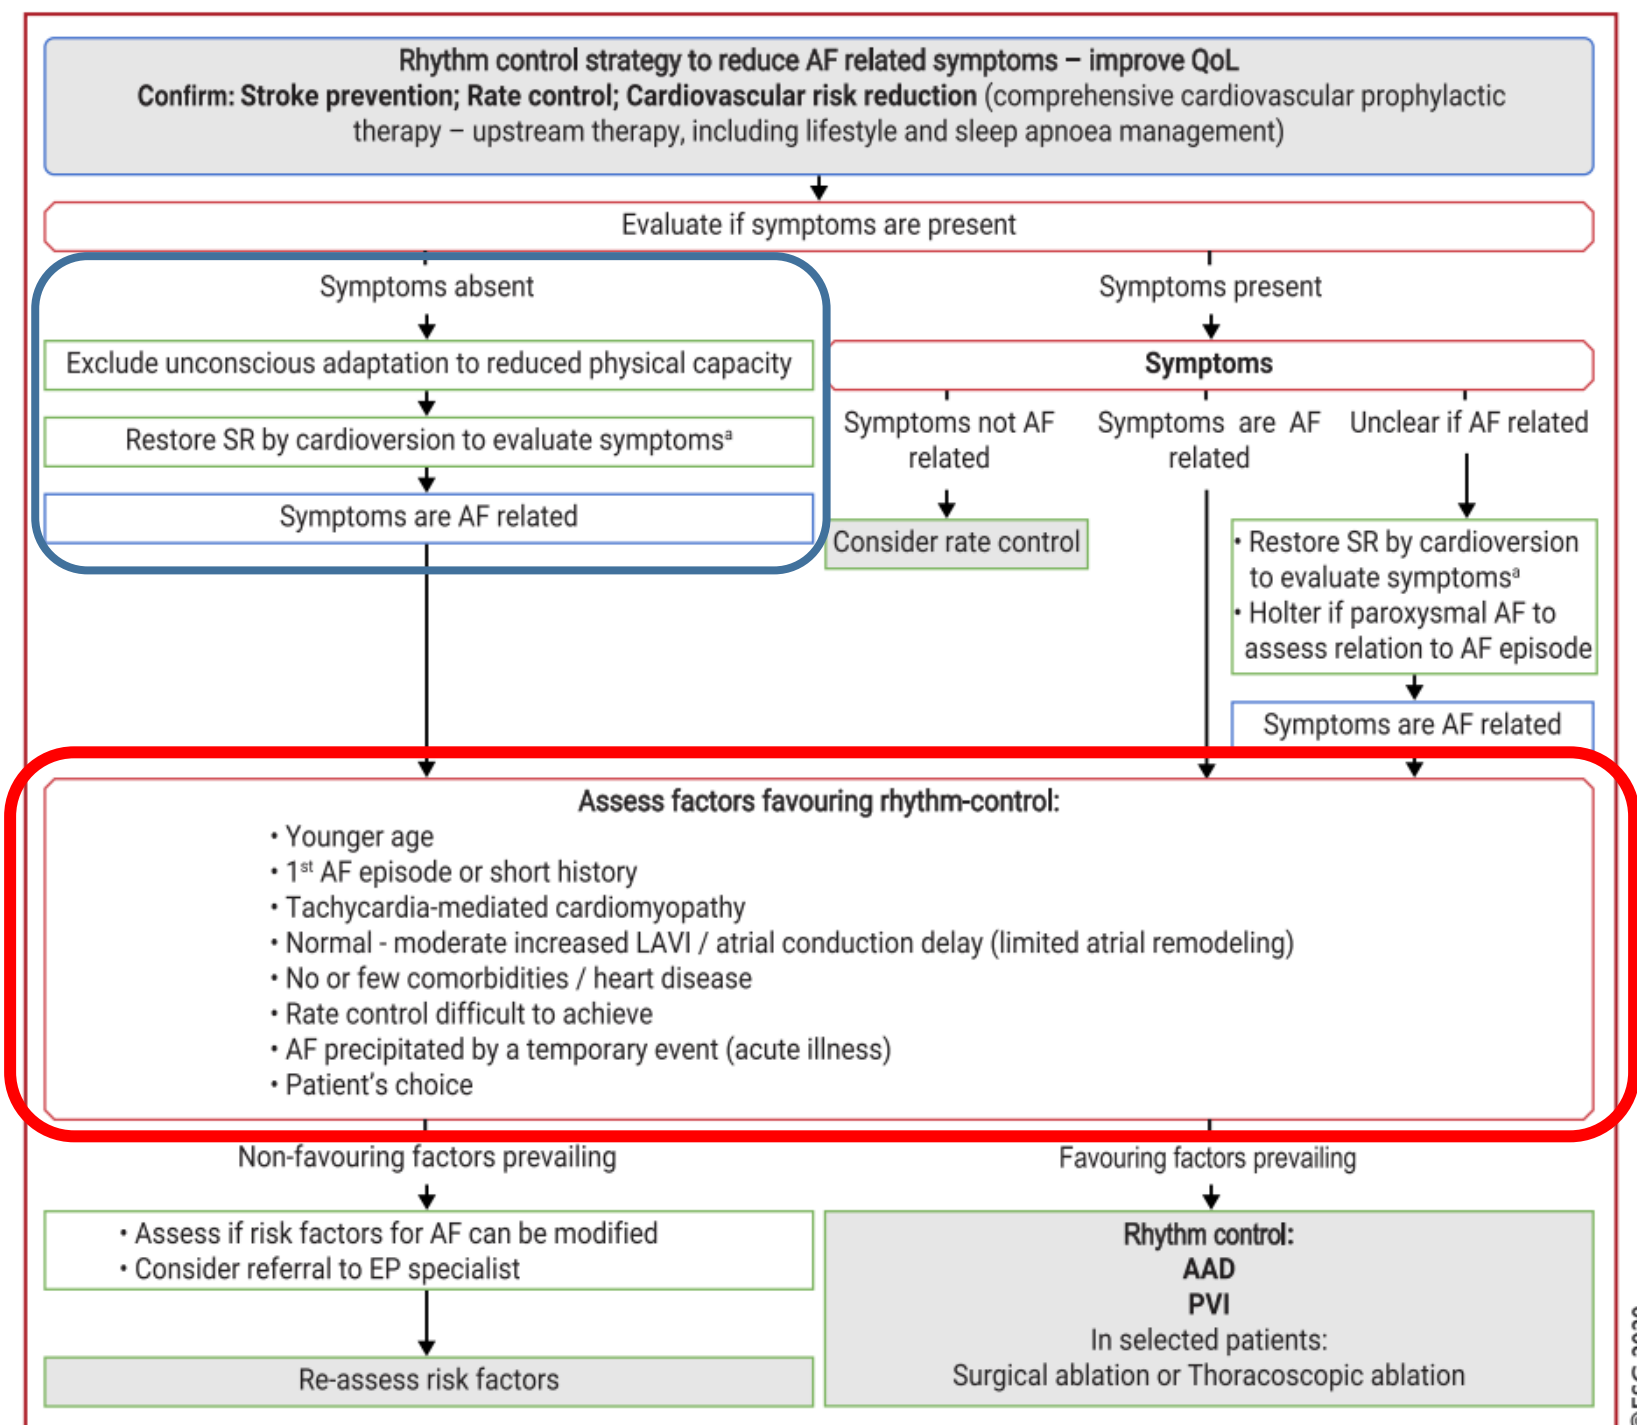 Rhythm control strategy to reduce AF related symptoms – improve QoL
Confirm: Stroke prevention; Rate control; Cardiovascular risk reduction (comprehensive cardiovascular prophylactic
therapy – upstream therapy, including lifestyle and sleep apnoea management)
Evaluate if symptoms are present
Symptoms absent
Exclude unconscious adaptation to reduced physical capacity
Restore SR by cardioversion to evaluate symptomsᵃ
Symptoms are AF related
Symptoms present
Symptoms
Symptoms not AF
related
Consider rate control
Symptoms are AF
related
Unclear if AF related
• Restore SR by cardioversion
to evaluate symptomsᵃ
• Holter if paroxysmal AF to
assess relation to AF episode
Symptoms are AF related
Assess factors favouring rhythm-control:
• Younger age
• 1ˢᵗ AF episode or short history
• Tachycardia-mediated cardiomyopathy
• Normal - moderate increased LAVI / atrial conduction delay (limited atrial remodeling)
• No or few comorbidities / heart disease
• Rate control difficult to achieve
• AF precipitated by a temporary event (acute illness)
• Patient's choice
Non-favouring factors prevailing
• Assess if risk factors for AF can be modified
• Consider referral to EP specialist
Re-assess risk factors
Favouring factors prevailing
Rhythm control:
AAD
PVI
In selected patients:
Surgical ablation or Thoracoscopic ablation